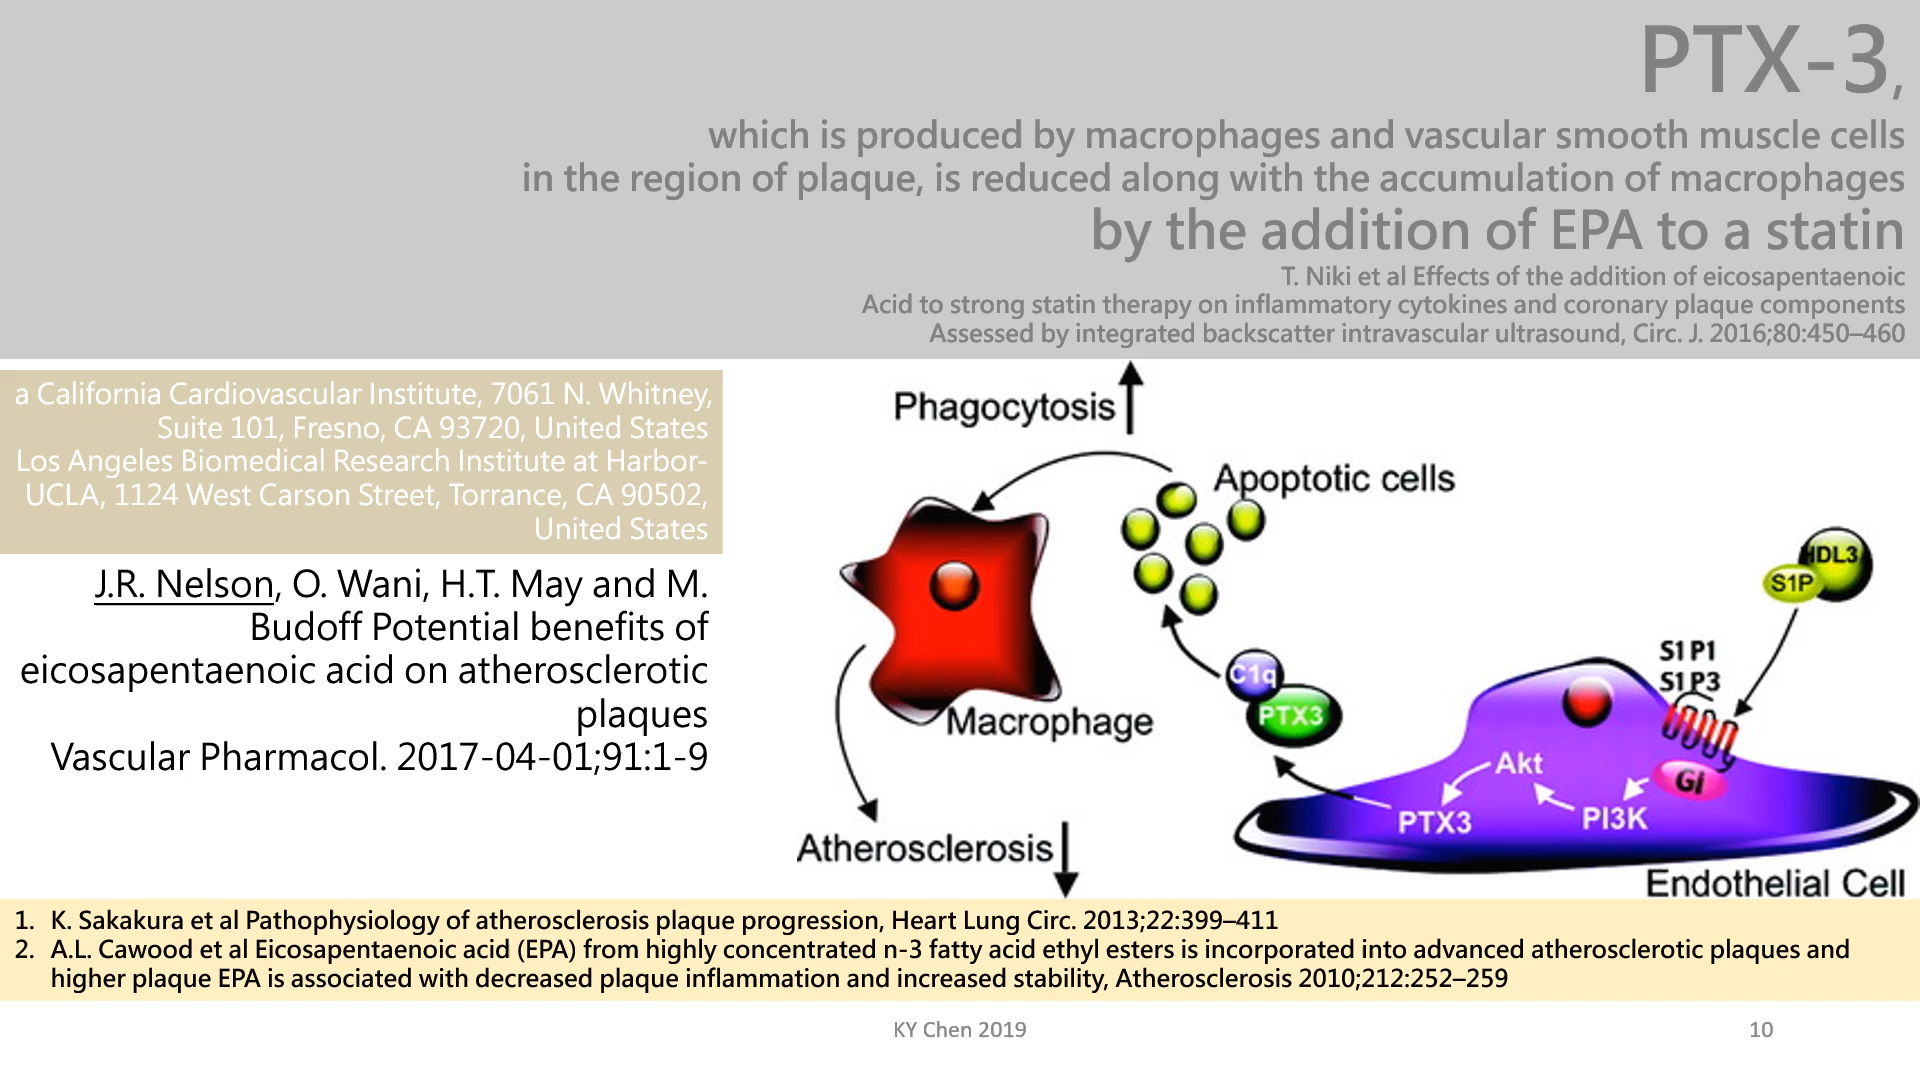 PTX-3,
which is produced by macrophages and vascular smooth muscle cells
in the region of plaque, is reduced along with the accumulation of macrophages
by the addition of EPA to a statin
T. Niki et al Effects of the addition of eicosapentaenoic
Acid to strong statin therapy on inflammatory cytokines and coronary plaque components
Assessed by integrated backscatter intravascular ultrasound, Circ. J. 2016;80:450–460
a California Cardiovascular Institute, 7061 N. Whitney,
Suite 101, Fresno, CA 93720, United States
Los Angeles Biomedical Research Institute at Harbor-
UCLA, 1124 West Carson Street, Torrance, CA 90502,
United States
J.R. Nelson, O. Wani, H.T. May and M.
Budoff Potential benefits of
eicosapentaenoic acid on atherosclerotic
plaques
Vascular Pharmacol. 2017-04-01;91:1-9
Phagocytosis
Apoptotic cells
HDL3
S1P
S1P1
S1P3
C1q
PTX3
Macrophage
Akt
Gi
PTX3
PI3K
Atherosclerosis
Endothelial Cell
1. K. Sakakura et al Pathophysiology of atherosclerosis plaque progression, Heart Lung Circ. 2013;22:399–411
2. A.L. Cawood et al Eicosapentaenoic acid (EPA) from highly concentrated n-3 fatty acid ethyl esters is incorporated into advanced atherosclerotic plaques and
higher plaque EPA is associated with decreased plaque inflammation and increased stability, Atherosclerosis 2010;212:252–259
KY Chen 2019
10